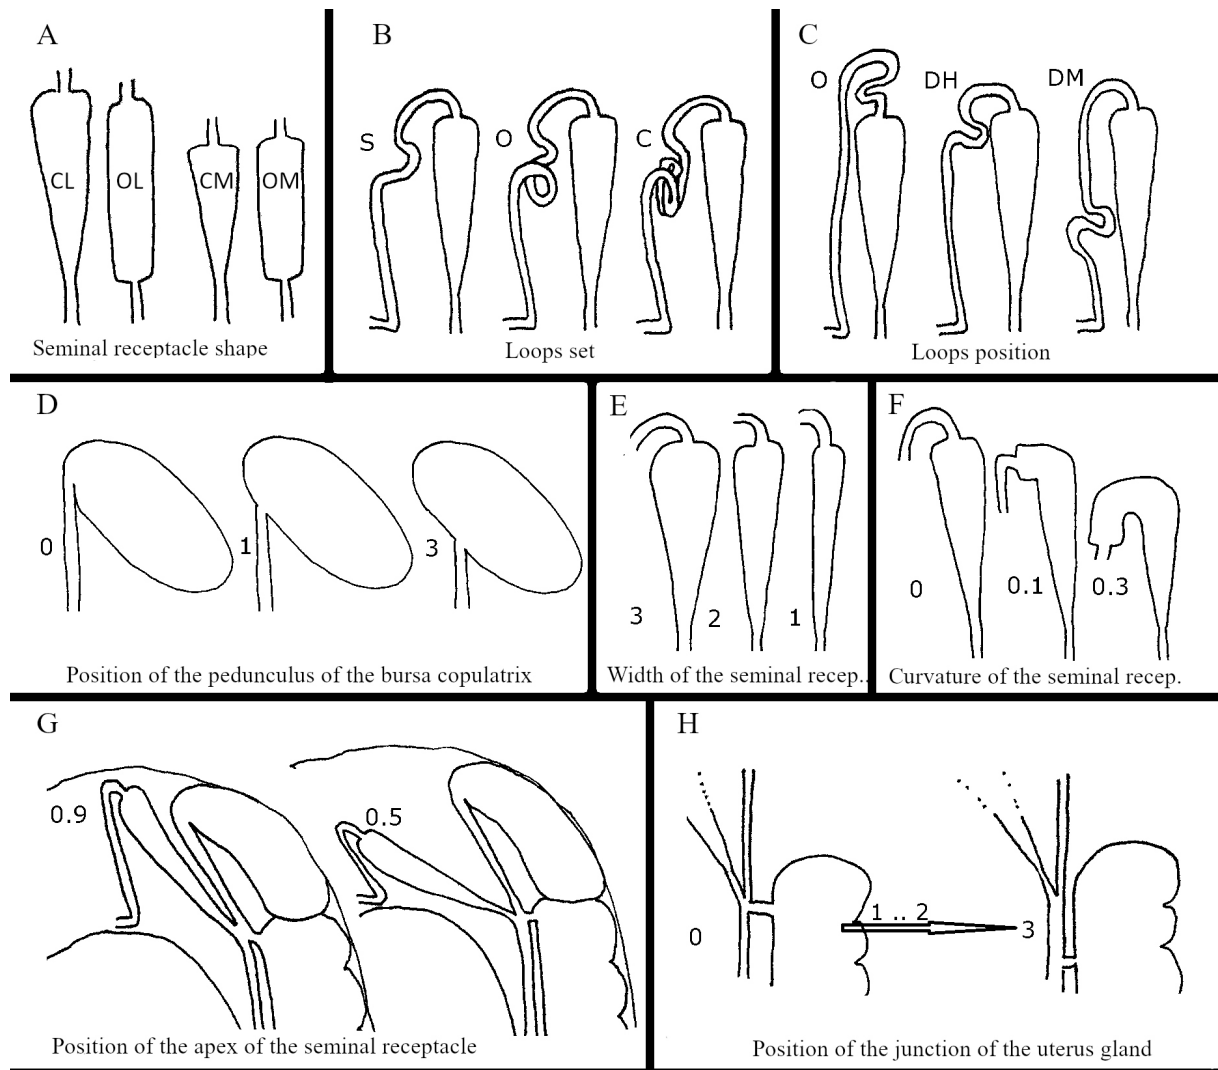 A
CL
OL
CM
OM
Seminal receptacle shape
B
S
O
C
Loops set
C
O
DH
DM
Loops position
D
0
1
3
Position of the pedunculus of the bursa copulatrix
E
3
2
1
Width of the seminal recep..
F
0
0.1
0.3
Curvature of the seminal recep.
G
0.9
0.5
Position of the apex of the seminal receptacle
H
0
1 .. 2
3
Position of the junction of the uterus gland